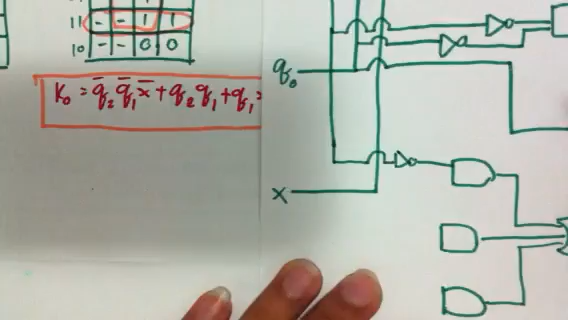 11 - - 1 1
10 - - 0 0
K₀ = q̅₂ q̅₁ x̅ + q₂ q₁ + q₁
q₀
x